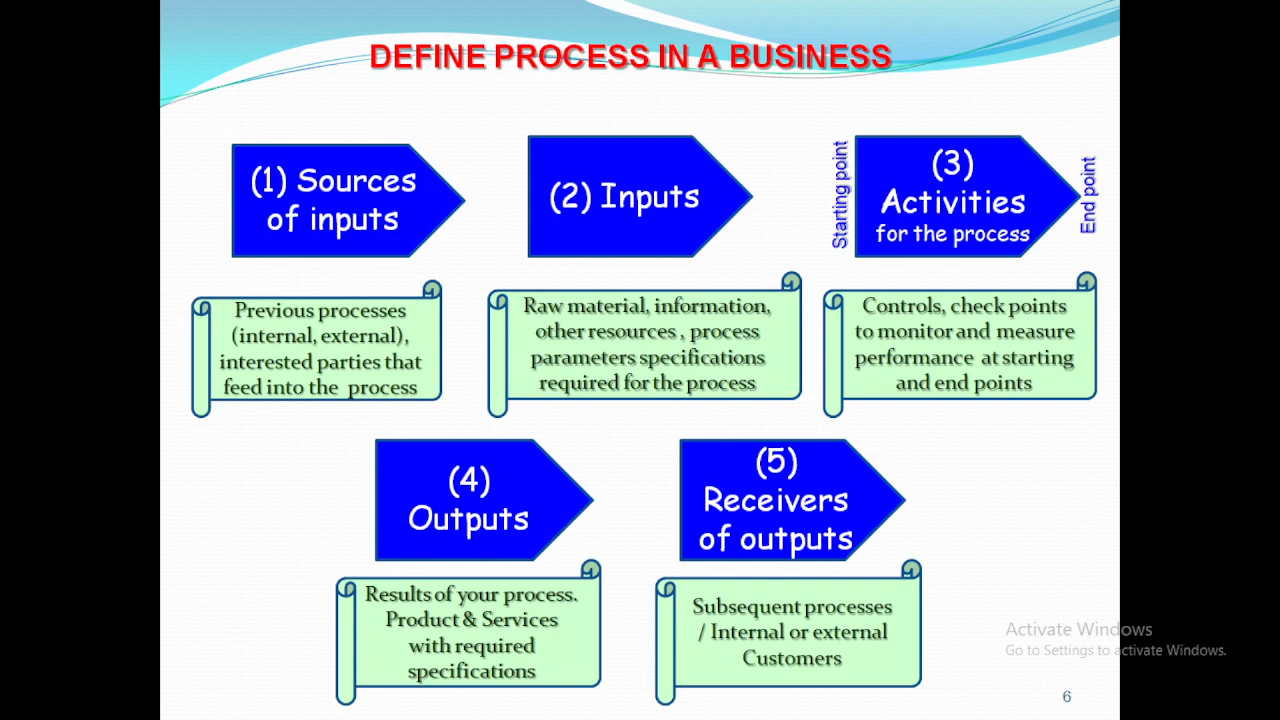 DEFINE PROCESS IN A BUSINESS
(1) Sources
of inputs
(2) Inputs
Starting point
(3)
Activities
for the process
End point
Previous processes
(internal, external),
interested parties that
feed into the process
Raw material, information,
other resources , process
parameters specifications
required for the process
Controls, check points
to monitor and measure
performance at starting
and end points
(4)
Outputs
(5)
Receivers
of outputs
Results of your process.
Product & Services
with required
specifications
Subsequent processes
/ Internal or external
Customers
Activate Windows
Go to Settings to activate Windows.
6